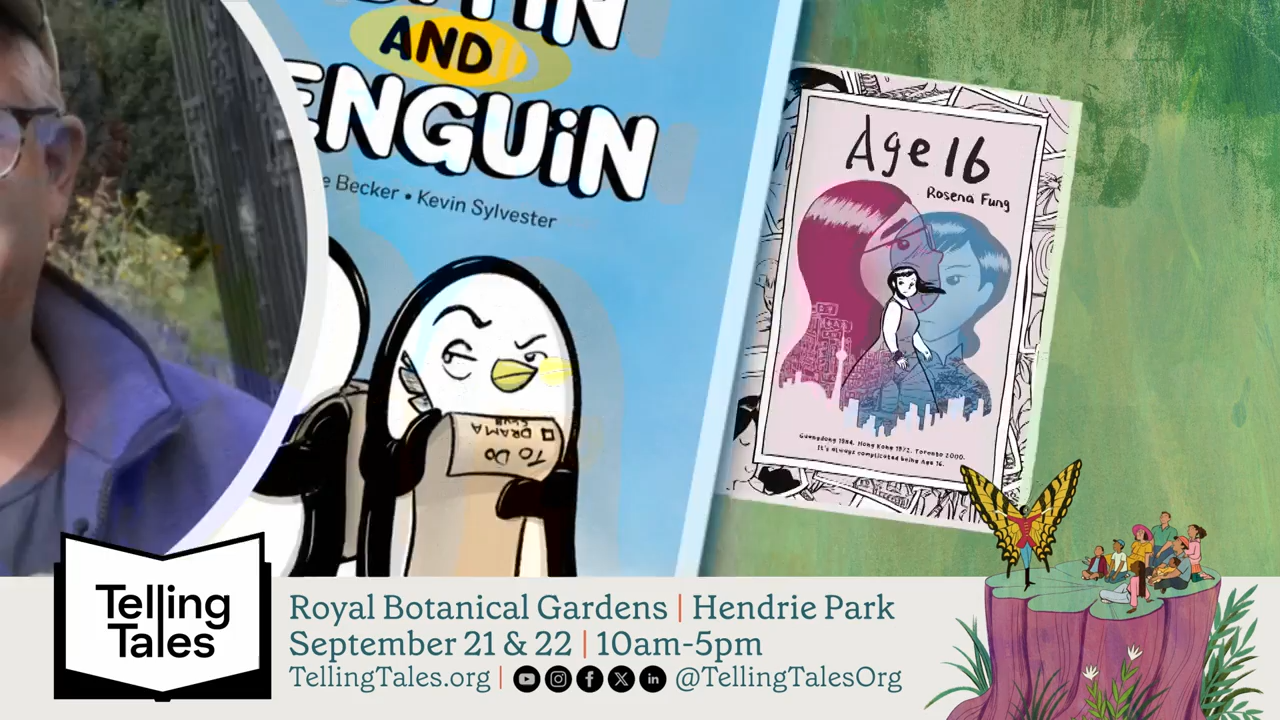 AND
ENGUiN
e Becker • Kevin Sylvester
DRAMA
TO DO
Age 16
Rosena Fung
Guangdong 1954. Hong Kong 1972. Toronto 2000.
It's always complicated being Age 16.
Telling
Tales
Royal Botanical Gardens | Hendrie Park
September 21 & 22 | 10am-5pm
TellingTales.org | @TellingTalesOrg